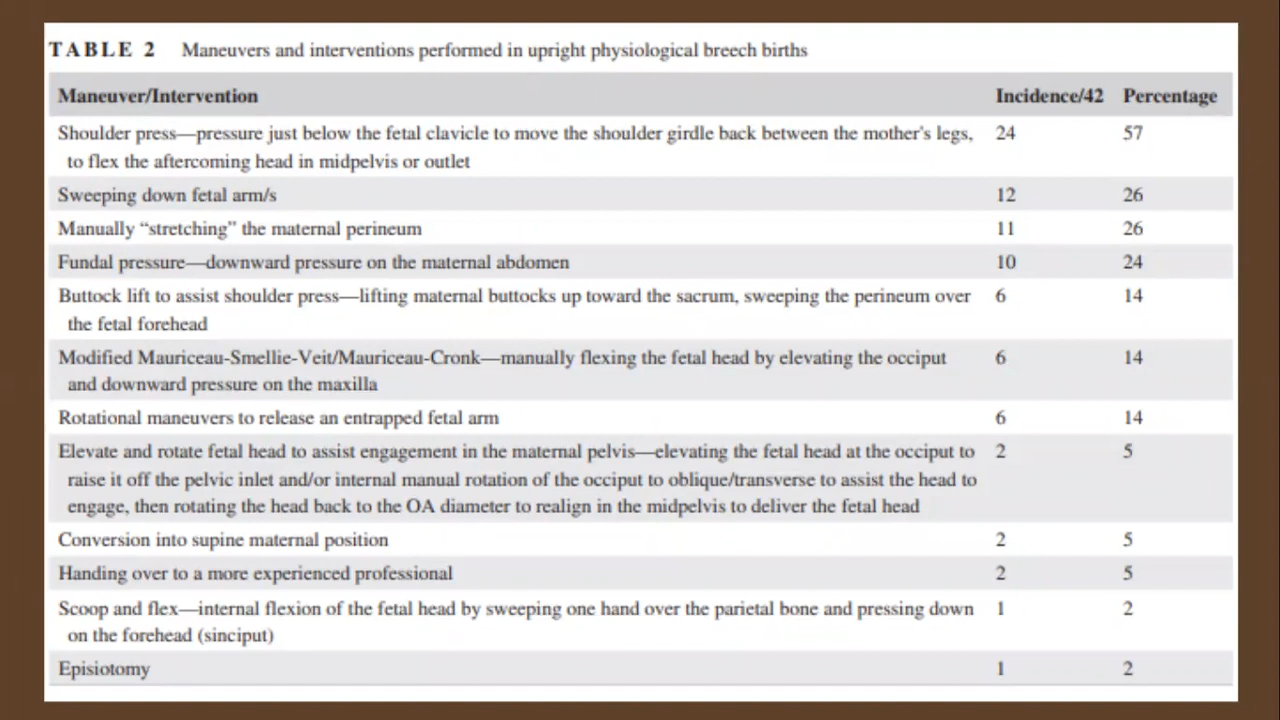 TABLE 2 Maneuvers and interventions performed in upright physiological breech births
Maneuver/Intervention Incidence/42 Percentage
Shoulder press—pressure just below the fetal clavicle to move the shoulder girdle back between the mother's legs, 24 57
to flex the aftercoming head in midpelvis or outlet
Sweeping down fetal arm/s 12 26
Manually “stretching” the maternal perineum 11 26
Fundal pressure—downward pressure on the maternal abdomen 10 24
Buttock lift to assist shoulder press—lifting maternal buttocks up toward the sacrum, sweeping the perineum over 6 14
the fetal forehead
Modified Mauriceau-Smellie-Veit/Mauriceau-Cronk—manually flexing the fetal head by elevating the occiput 6 14
and downward pressure on the maxilla
Rotational maneuvers to release an entrapped fetal arm 6 14
Elevate and rotate fetal head to assist engagement in the maternal pelvis—elevating the fetal head at the occiput to 2 5
raise it off the pelvic inlet and/or internal manual rotation of the occiput to oblique/transverse to assist the head to
engage, then rotating the head back to the OA diameter to realign in the midpelvis to deliver the fetal head
Conversion into supine maternal position 2 5
Handing over to a more experienced professional 2 5
Scoop and flex—internal flexion of the fetal head by sweeping one hand over the parietal bone and pressing down 1 2
on the forehead (sinciput)
Episiotomy 1 2